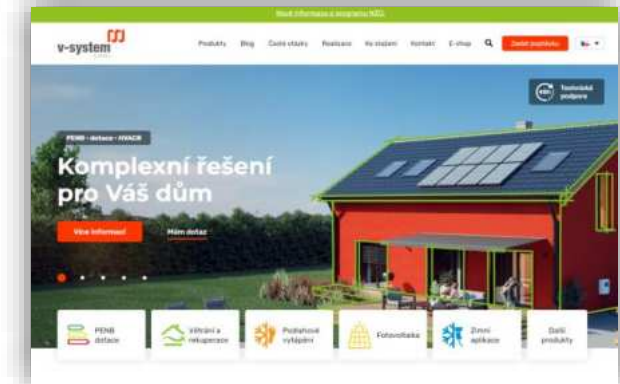 Nové informace o programu NZÚ.
v-system
Produkty Blog Časté otázky Realizace Ke stažení Kontakt E-shop Zadat poptávku
Technická
podpora
PENB - dotace - HVACR
Komplexní řešení
pro Váš dům
Více informací Mám dotaz
PENB
dotace
Větrání a
rekuperace
Podlahové
vytápění
Fotovoltaika
Zimní
aplikace
Další
produkty